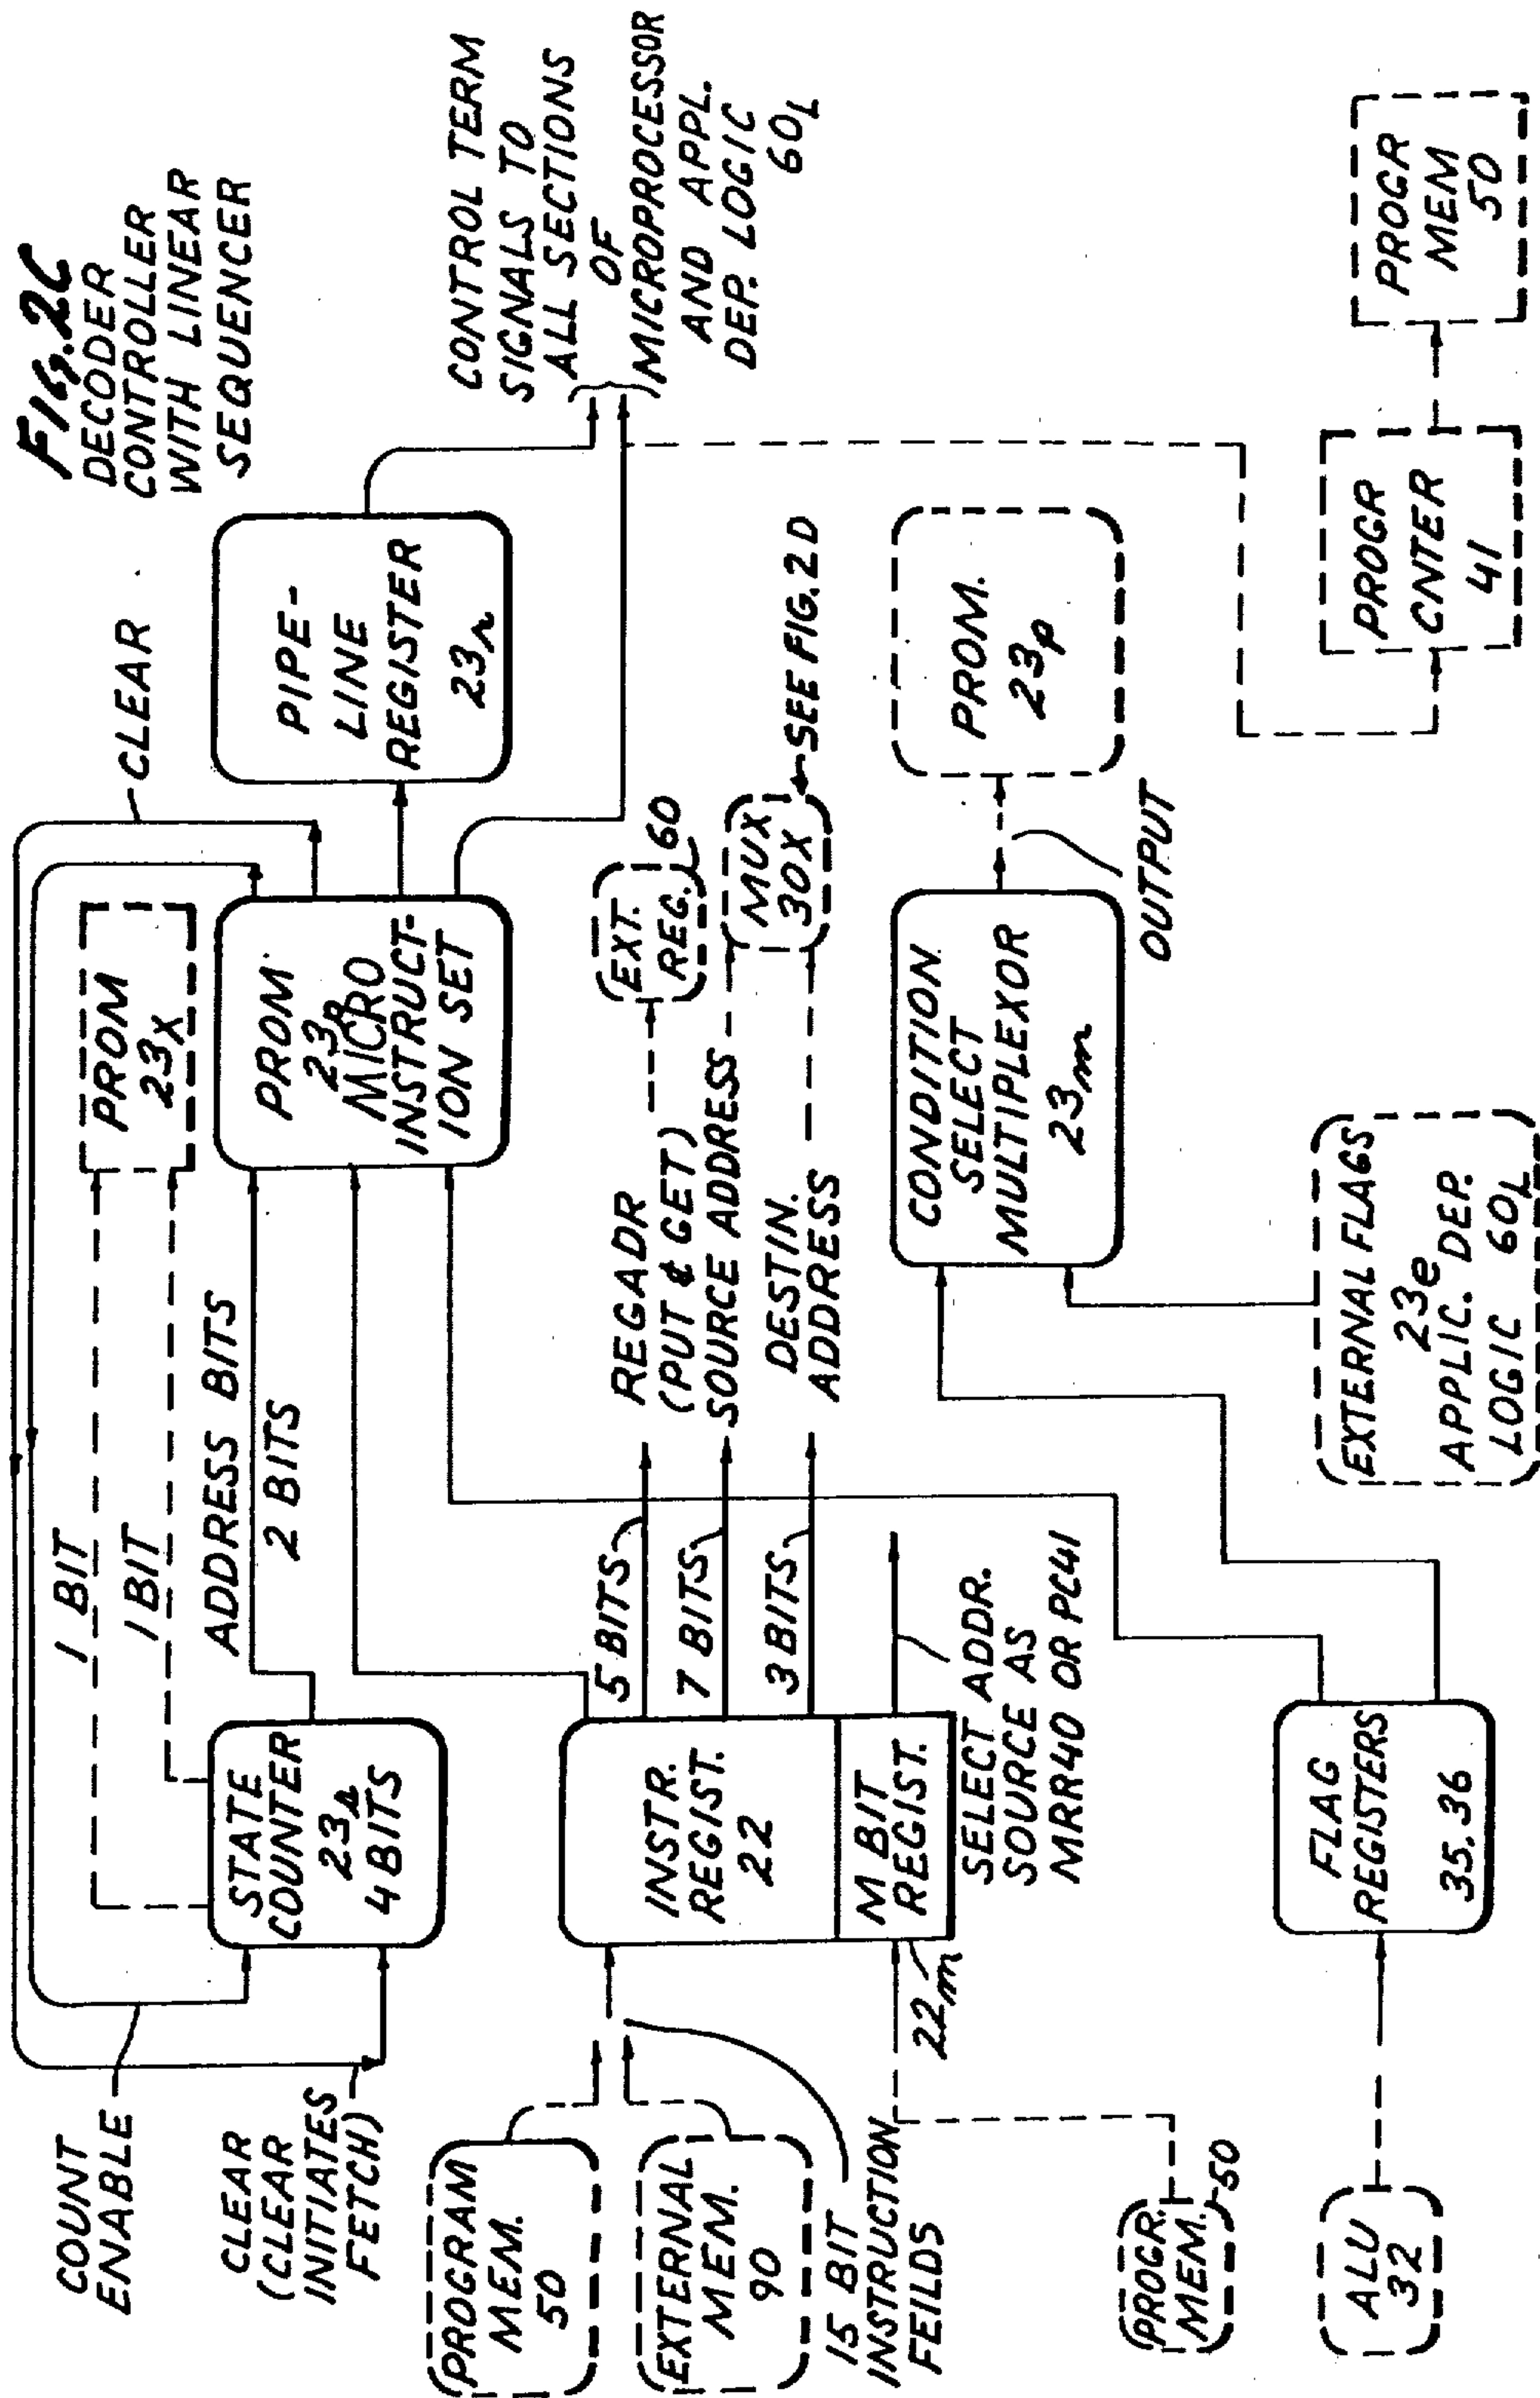 FIG. 2C
DECODER
CONTROLLER
WITH LINEAR
SEQUENCER
COUNT
ENABLE
CLEAR
(CLEAR
INITIATES
FETCH)
1 BIT
1 BIT
ADDRESS BITS
2 BITS
STATE
COUNTER
23s
4 BITS
PROM
23X
PROM
23p
MICRO
INSTRUCT-
ION SET
CLEAR
PIPE-
LINE
REGISTER
23r
CONTROL TERM
SIGNALS TO
ALL SECTIONS
OF
MICROPROCESSOR
AND APPL.
DEP. LOGIC
60L
PROGRAM
MEM.
50
EXTERNAL
MEM.
90
15 BIT
INSTRUCTION
FEILDS
INSTR.
REGIST.
22
M BIT
REGIST.
22m
5 BITS
7 BITS
3 BITS
SELECT ADDR.
SOURCE AS
MRR40 OR PC41
REGADR
(PUT & GET)
SOURCE ADDRESS
DESTIN.
ADDRESS
EXT.
REG.
60
MUX
30X
SEE FIG. 2D
CONDITION
SELECT
MULTIPLEXOR
23m
OUTPUT
PROM.
23p
PROGR.
MEM.
50
ALU
32
FLAG
REGISTERS
35.36
EXTERNAL FLAGS
23e
APPLIC. DEP.
LOGIC 60L
PROGR
CNTER
41
PROGR
MEM
50